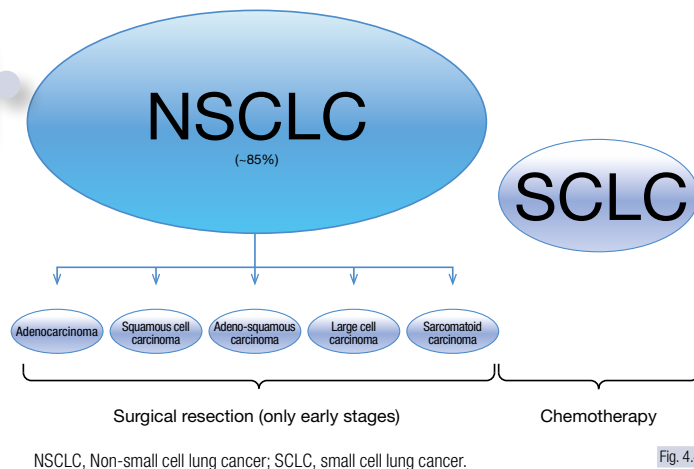 NSCLC
(~85%)
SCLC
Adenocarcinoma
Squamous cell
carcinoma
Adeno-squamous
carcinoma
Large cell
carcinoma
Sarcomatoid
carcinoma
Surgical resection (only early stages)
Chemotherapy
NSCLC, Non-small cell lung cancer; SCLC, small cell lung cancer.
Fig. 4.